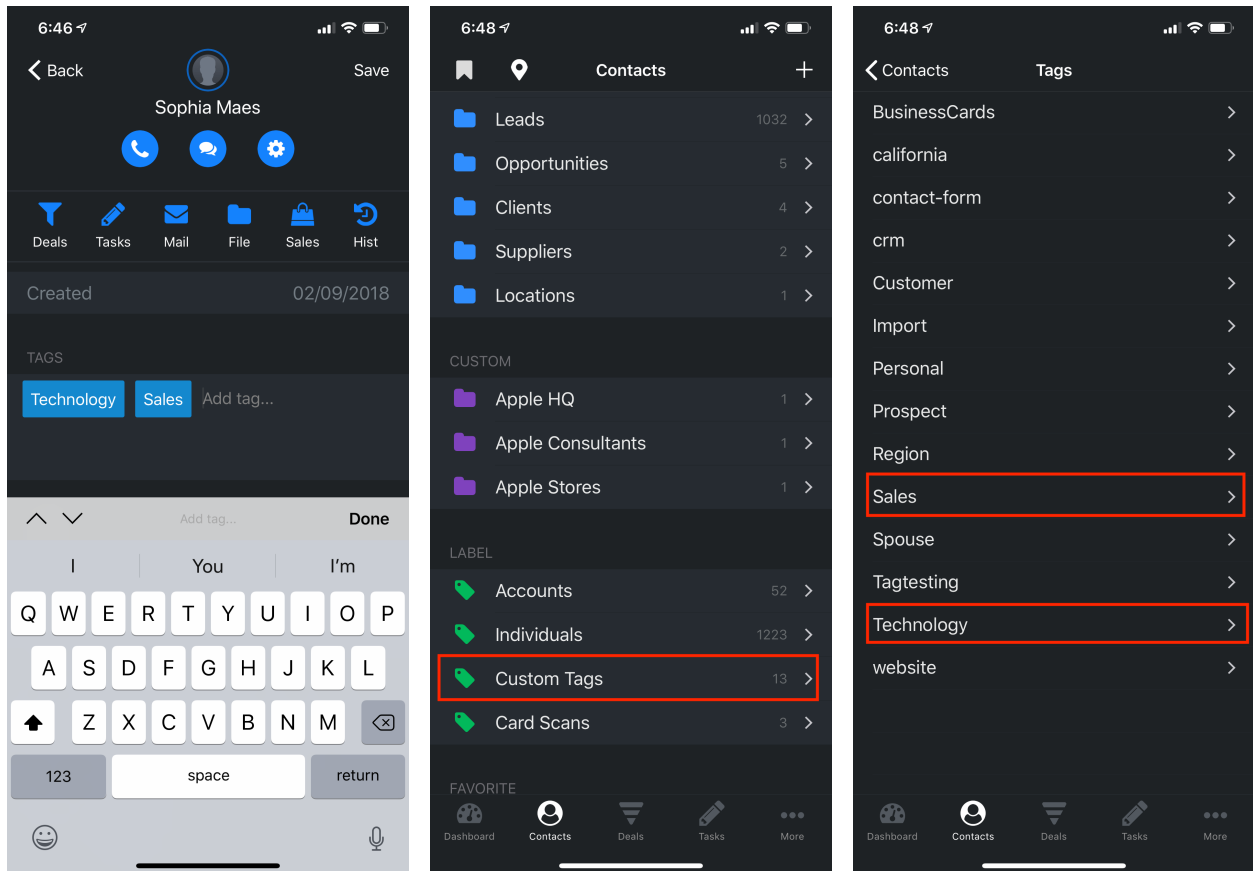 6:46
Back
Save
Sophia Maes
Deals Tasks Mail File Sales Hist
Created 02/09/2018
TAGS
Technology Sales Add tag...
Add tag... Done
I You I'm
Q W E R T Y U I O P
A S D F G H J K L
Z X C V B N M
123 space return
6:48
Contacts
Leads 1032
Opportunities 5
Clients 4
Suppliers 2
Locations 1
CUSTOM
Apple HQ 1
Apple Consultants 1
Apple Stores 1
LABEL
Accounts 52
Individuals 1223
Custom Tags 13
Card Scans 3
FAVORITE
Dashboard Contacts Deals Tasks More
6:48
Contacts Tags
BusinessCards
california
contact-form
crm
Customer
Import
Personal
Prospect
Region
Sales
Spouse
Tagtesting
Technology
website
Dashboard Contacts Deals Tasks More